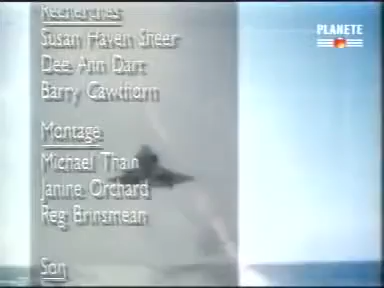 Recherches
Susan Haven Sheer
Dee Ann Dart
Barry Cawthorn
Montage
Michael Thain
Janine Orchard
Reg Brinsmean
Son
PLANETE